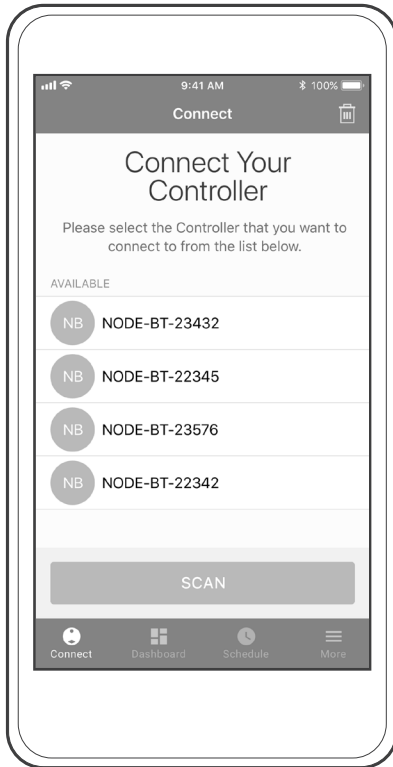 9:41 AM 100%
Connect
Connect Your
Controller
Please select the Controller that you want to
connect to from the list below.
AVAILABLE
NB NODE-BT-23432
NB NODE-BT-22345
NB NODE-BT-23576
NB NODE-BT-22342
SCAN
Connect Dashboard Schedule More